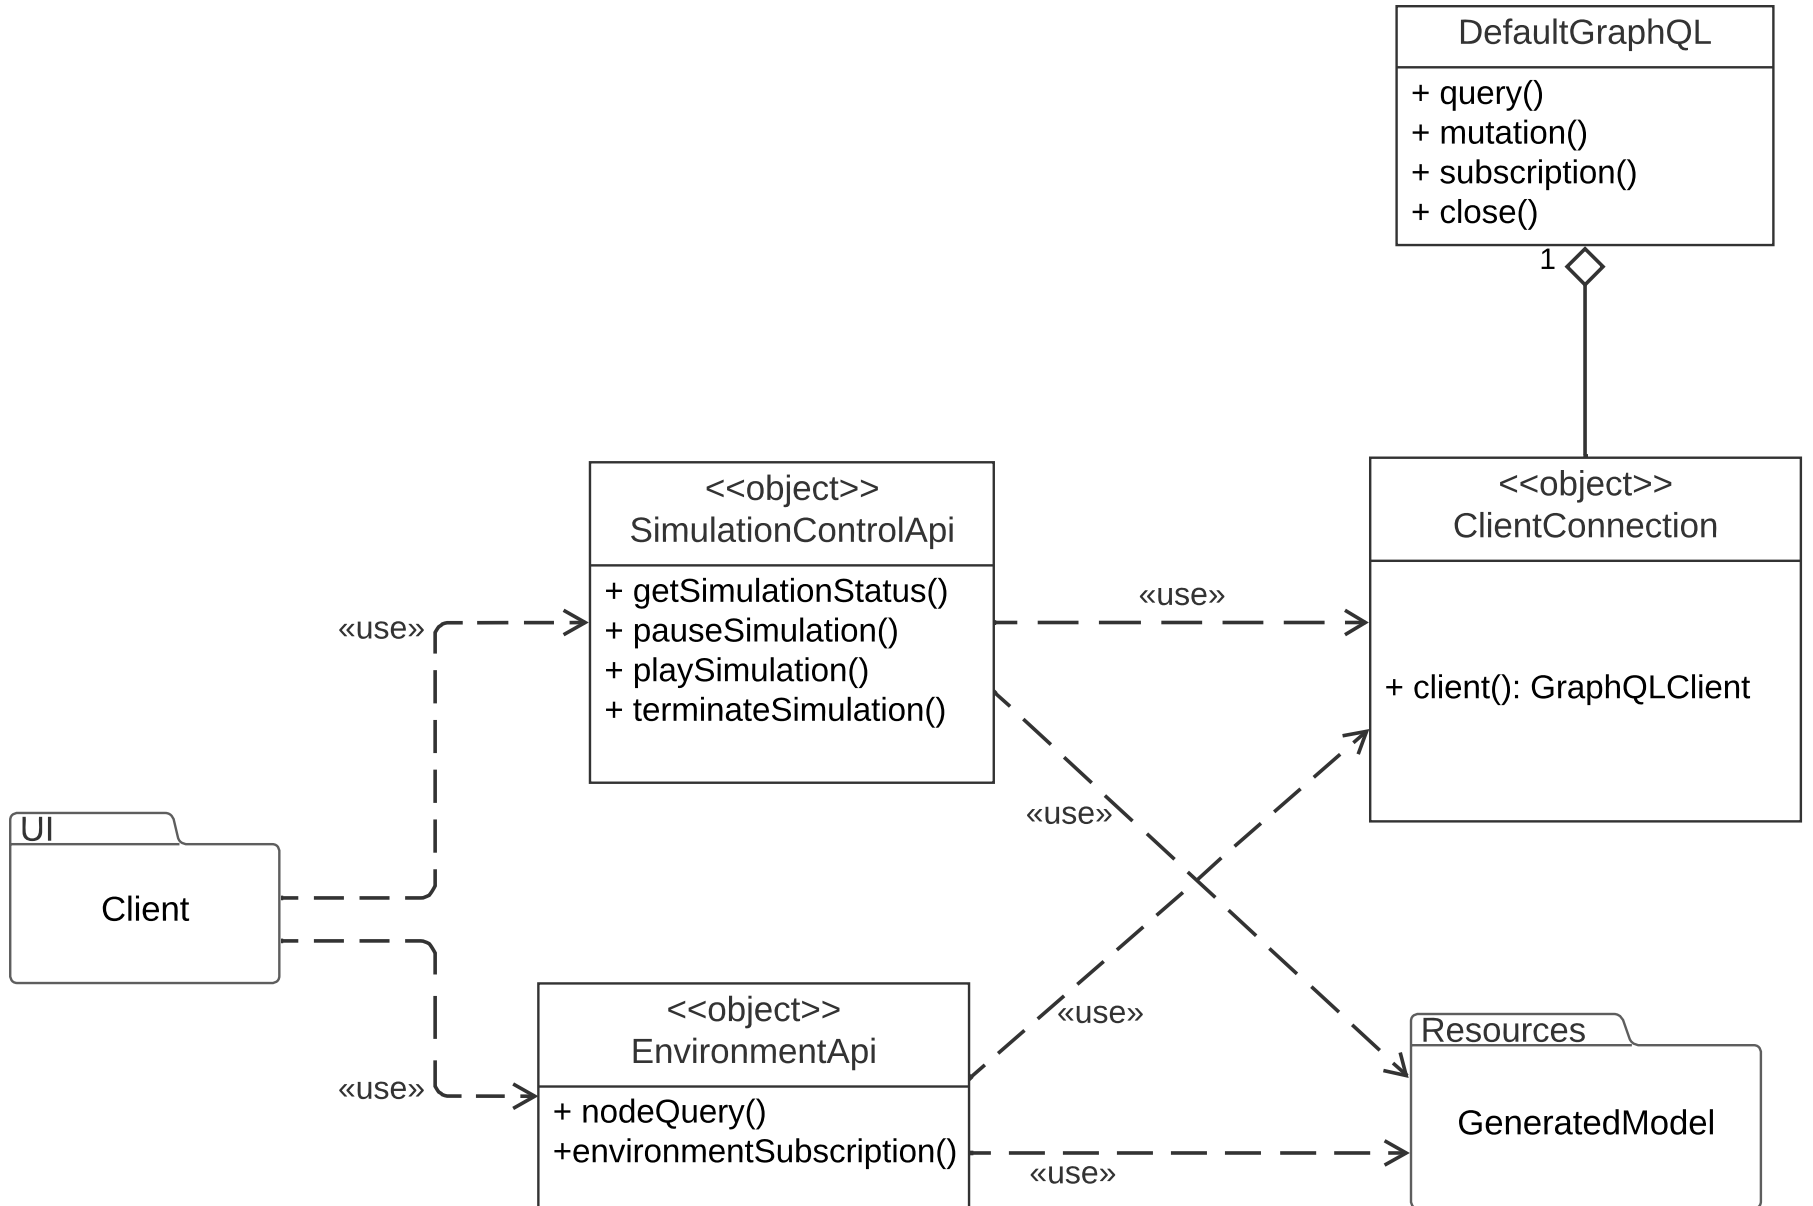 DefaultGraphQL
+ query()
+ mutation()
+ subscription()
+ close()
1
<<object>>
SimulationControlApi
+ getSimulationStatus()
+ pauseSimulation()
+ playSimulation()
+ terminateSimulation()
<<object>>
ClientConnection
+ client(): GraphQLClient
«use»
«use»
«use»
UI
Client
«use»
«use»
«use»
<<object>>
EnvironmentApi
+ nodeQuery()
+environmentSubscription()
Resources
GeneratedModel